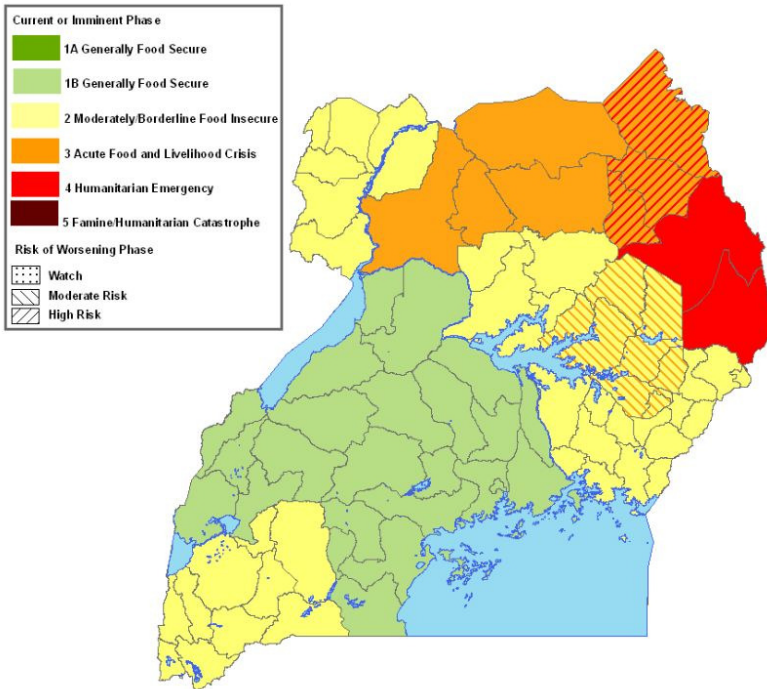 Current or Imminent Phase
1A Generally Food Secure
1B Generally Food Secure
2 Moderately/Borderline Food Insecure
3 Acute Food and Livelihood Crisis
4 Humanitarian Emergency
5 Famine/Humanitarian Catastrophe
Risk of Worsening Phase
Watch
Moderate Risk
High Risk